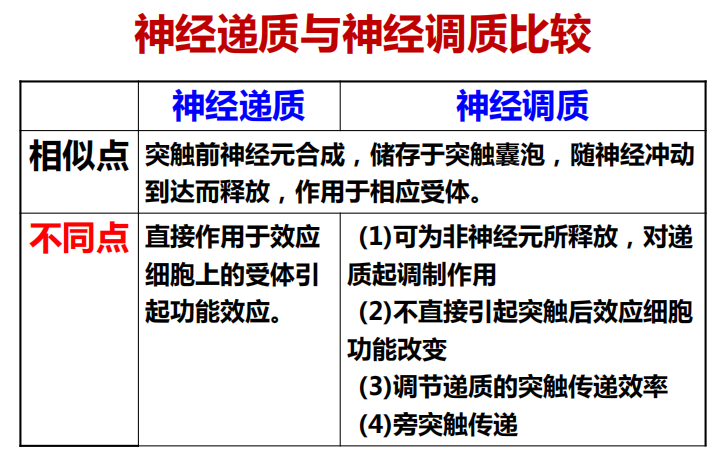 神经递质与神经调质比较
神经递质
神经调质
相似点
突触前神经元合成，储存于突触囊泡，随神经冲动
到达而释放，作用于相应受体。
不同点
直接作用于效应
细胞上的受体引
起功能效应。
(1)可为非神经元所释放，对递
质起调制作用
(2)不直接引起突触后效应细胞
功能改变
(3)调节递质的突触传递效率
(4)旁突触传递